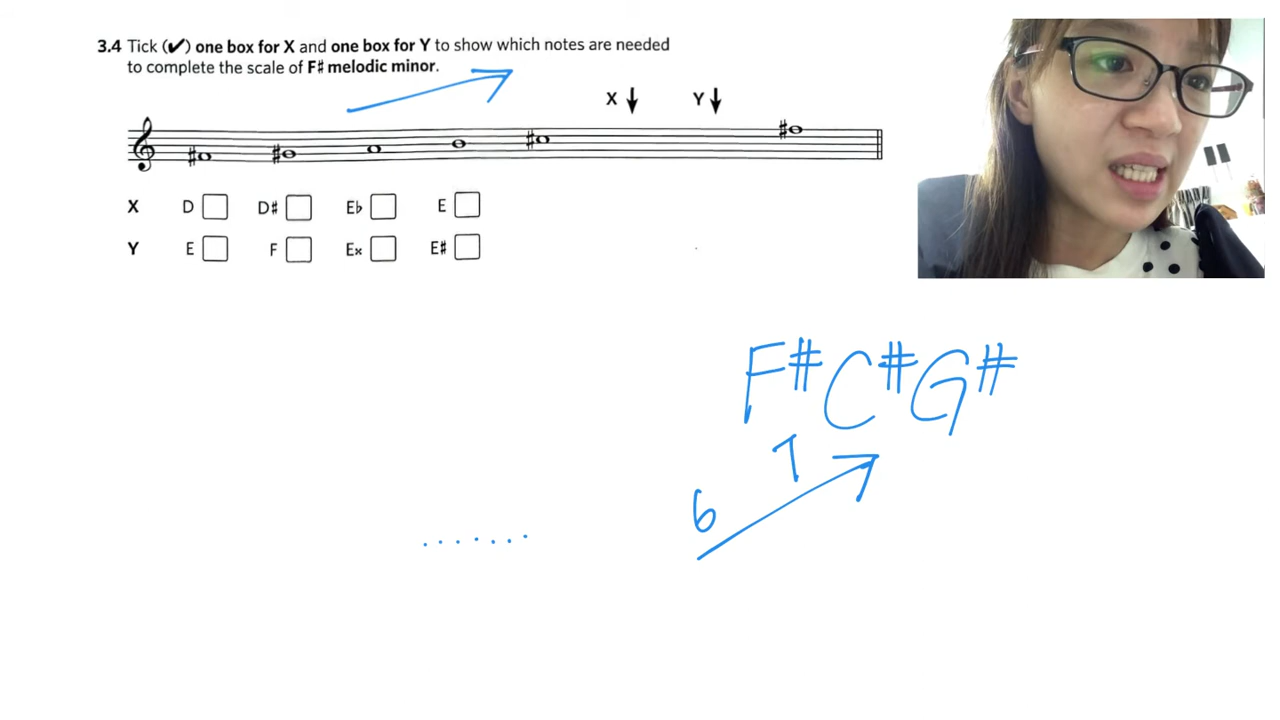 3.4 Tick (✔) one box for X and one box for Y to show which notes are needed
to complete the scale of F♯ melodic minor.
X Y
X D D♯ E♭ E
Y E F E𝄪 E♯
F# C# G#
7
6